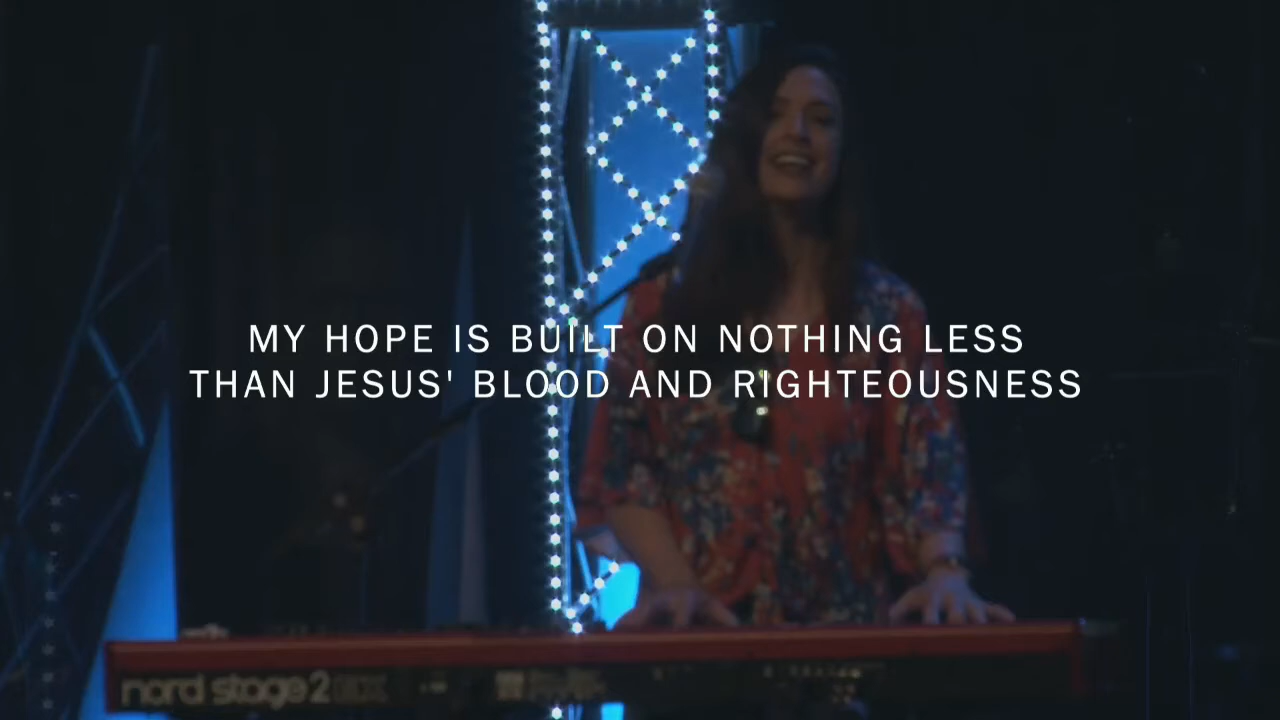 MY HOPE IS BUILT ON NOTHING LESS
THAN JESUS' BLOOD AND RIGHTEOUSNESS
nord stage 2